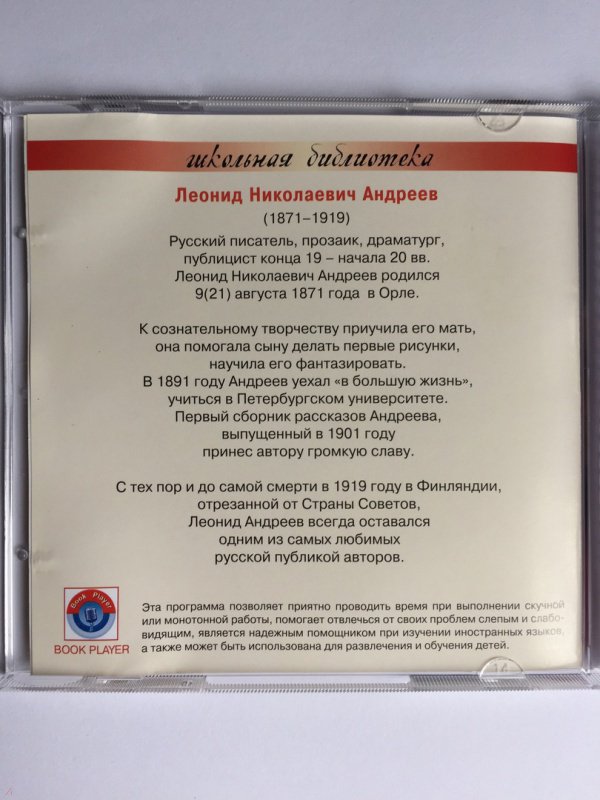 школьная библиотека
Леонид Николаевич Андреев
(1871–1919)
Русский писатель, прозаик, драматург,
публицист конца 19 – начала 20 вв.
Леонид Николаевич Андреев родился
9(21) августа 1871 года в Орле.
К сознательному творчеству приучила его мать,
она помогала сыну делать первые рисунки,
научила его фантазировать.
В 1891 году Андреев уехал «в большую жизнь»,
учиться в Петербургском университете.
Первый сборник рассказов Андреева,
выпущенный в 1901 году
принес автору громкую славу.
С тех пор и до самой смерти в 1919 году в Финляндии,
отрезанной от Страны Советов,
Леонид Андреев всегда оставался
одним из самых любимых
русской публикой авторов.
Book Player
BOOK PLAYER
Эта программа позволяет приятно проводить время при выполнении скучной
или монотонной работы, помогает отвлечься от своих проблем слепым и слабо-
видящим, является надежным помощником при изучении иностранных языков,
а также может быть использована для развлечения и обучения детей.